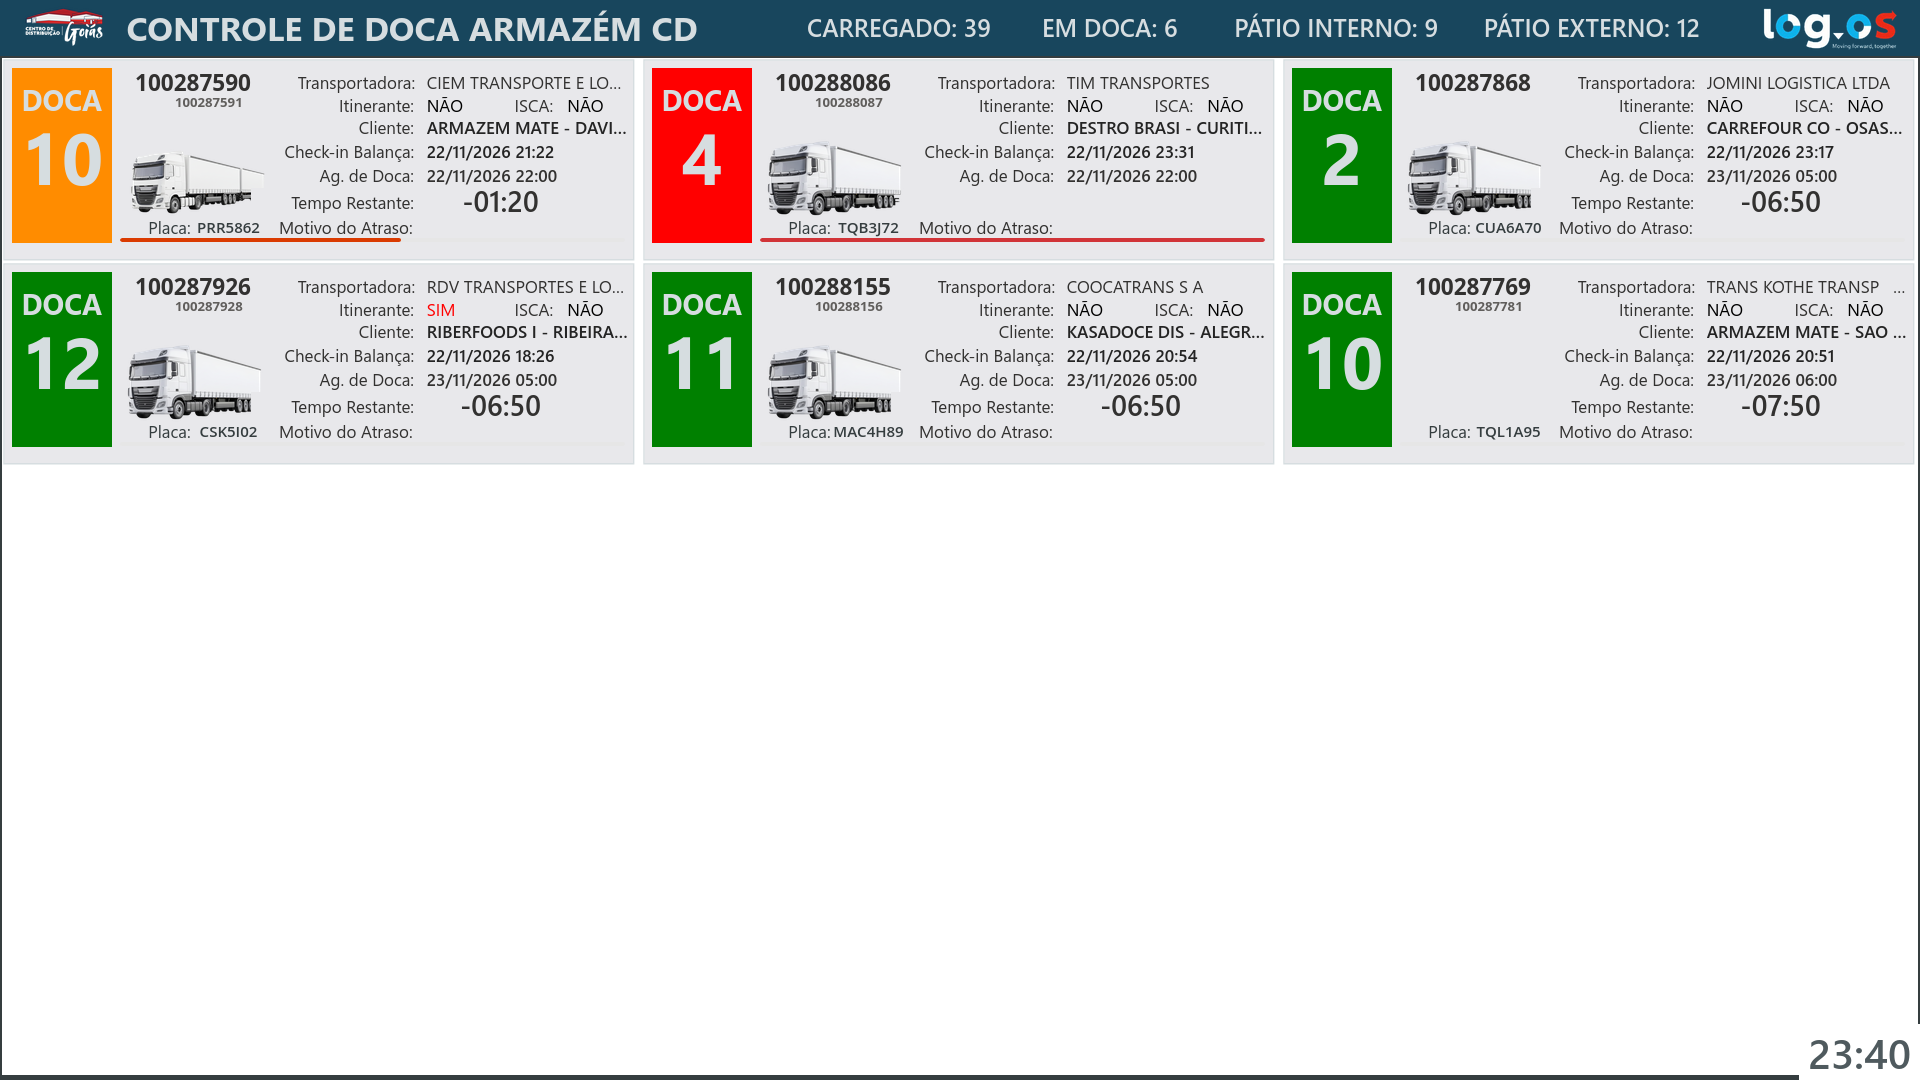 CENTRO DE DISTRIBUIÇÃO Goiás
CONTROLE DE DOCA ARMAZÉM CD
CARREGADO: 39
EM DOCA: 6
PÁTIO INTERNO: 9
PÁTIO EXTERNO: 12
log.os
Moving forward, together
DOCA
10
100287590
100287591
Placa: PRR5862
Transportadora: CIEM TRANSPORTE E LO...
Itinerante: NÃO ISCA: NÃO
Cliente: ARMAZEM MATE - DAVI...
Check-in Balança: 22/11/2026 21:22
Ag. de Doca: 22/11/2026 22:00
Tempo Restante: -01:20
Motivo do Atraso:
DOCA
4
100288086
100288087
Placa: TQB3J72
Transportadora: TIM TRANSPORTES
Itinerante: NÃO ISCA: NÃO
Cliente: DESTRO BRASI - CURITI...
Check-in Balança: 22/11/2026 23:31
Ag. de Doca: 22/11/2026 22:00
Motivo do Atraso:
DOCA
2
100287868
Placa: CUA6A70
Transportadora: JOMINI LOGISTICA LTDA
Itinerante: NÃO ISCA: NÃO
Cliente: CARREFOUR CO - OSAS...
Check-in Balança: 22/11/2026 23:17
Ag. de Doca: 23/11/2026 05:00
Tempo Restante: -06:50
Motivo do Atraso:
DOCA
12
100287926
100287928
Placa: CSK5I02
Transportadora: RDV TRANSPORTES E LO...
Itinerante: SIM ISCA: NÃO
Cliente: RIBERFOODS I - RIBEIRA...
Check-in Balança: 22/11/2026 18:26
Ag. de Doca: 23/11/2026 05:00
Tempo Restante: -06:50
Motivo do Atraso:
DOCA
11
100288155
100288156
Placa: MAC4H89
Transportadora: COOCATRANS S A
Itinerante: NÃO ISCA: NÃO
Cliente: KASADOCE DIS - ALEGR...
Check-in Balança: 22/11/2026 20:54
Ag. de Doca: 23/11/2026 05:00
Tempo Restante: -06:50
Motivo do Atraso:
DOCA
10
100287769
100287781
Placa: TQL1A95
Transportadora: TRANS KOTHE TRANSP ...
Itinerante: NÃO ISCA: NÃO
Cliente: ARMAZEM MATE - SAO ...
Check-in Balança: 22/11/2026 20:51
Ag. de Doca: 23/11/2026 06:00
Tempo Restante: -07:50
Motivo do Atraso:
23:40